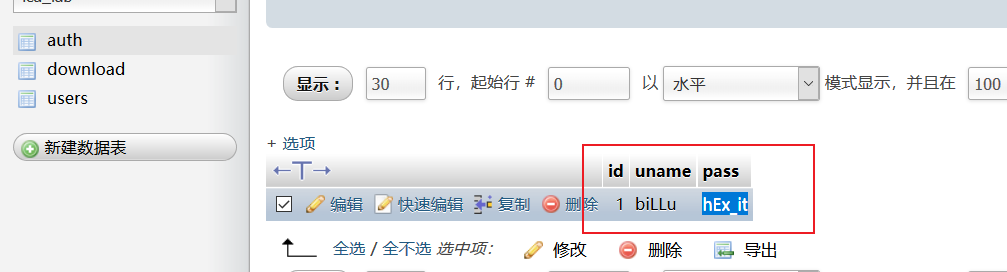 auth
download
users
新建数据表
显示： 30 行，起始行 # 0 以 水平 模式显示，并且在 100
+ 选项
←T→ id uname pass
编辑 快速编辑 复制 删除 1 biLLu hEx_it
全选 / 全不选 选中项： 修改 删除 导出